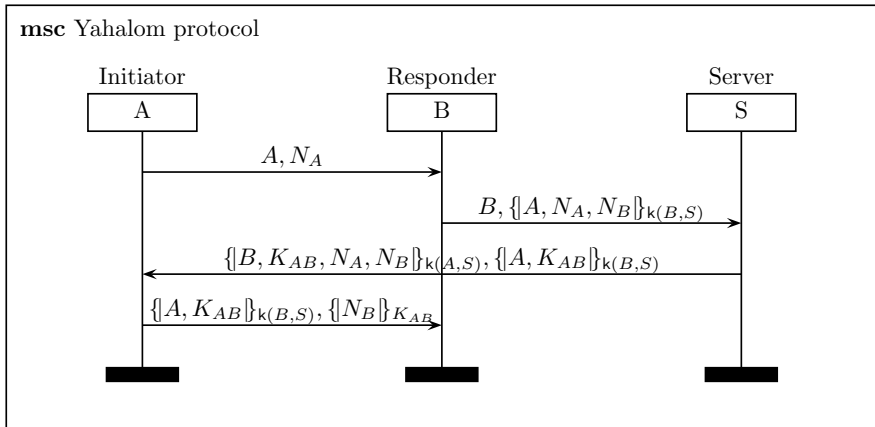 msc Yahalom protocol
Initiator Responder Server
A B S
A, N_A
B, {|A, N_A, N_B|}_k(B,S)
{|B, K_AB, N_A, N_B|}_k(A,S), {|A, K_AB|}_k(B,S)
{|A, K_AB|}_k(B,S), {|N_B|}_K_AB